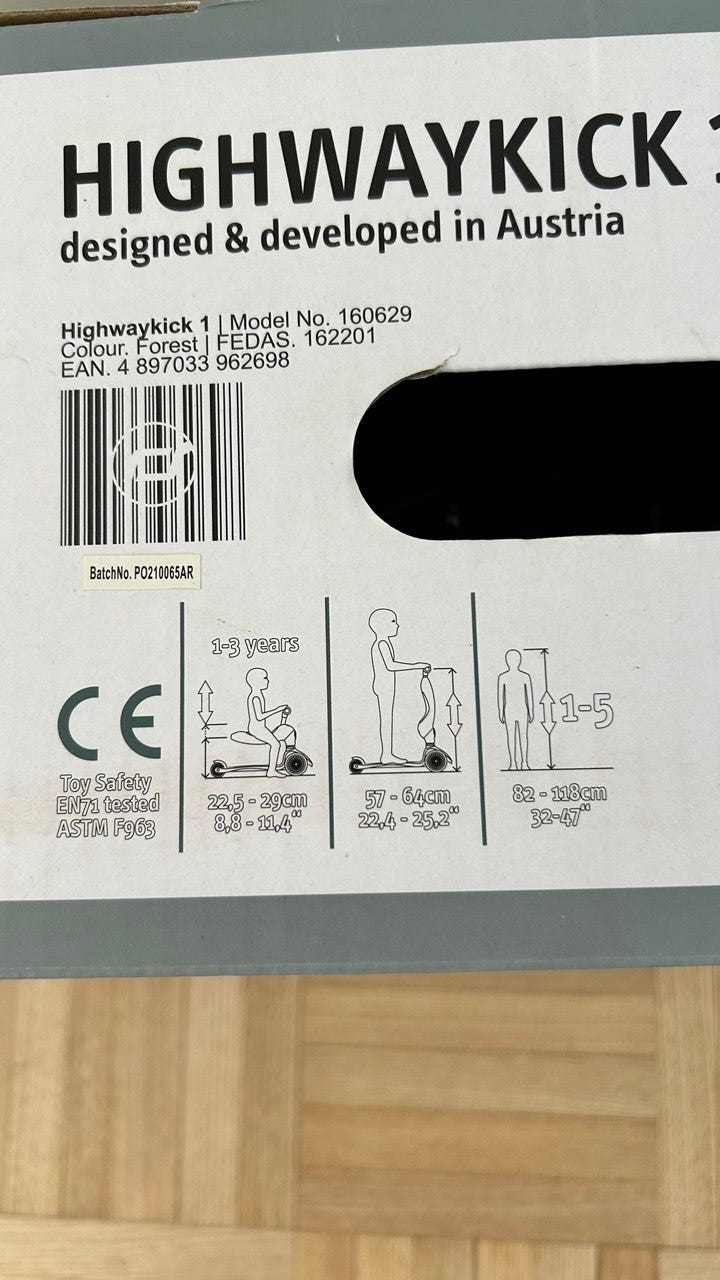 HIGHWAYKICK 1
designed & developed in Austria
Highwaykick 1 | Model No. 160629
Colour. Forest | FEDAS. 162201
EAN. 4 897033 962698
BatchNo. PO210065AR
CE
Toy Safety
EN71 tested
ASTM F963
1-3 years
22,5 - 29cm
8,8 - 11,4“
57 - 64cm
22,4 - 25,2“
1-5
82 - 118cm
32-47“